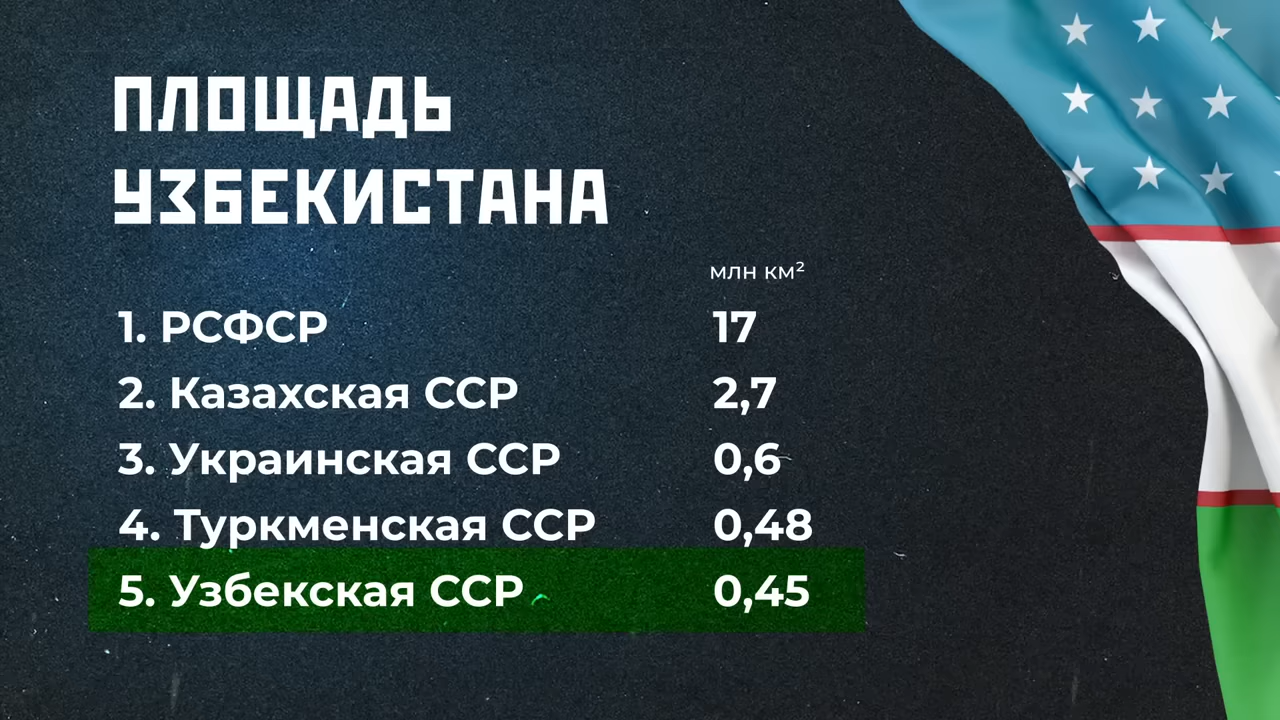 ПЛОЩАДЬ
УЗБЕКИСТАНА
млн км²
1. РСФСР 17
2. Казахская ССР 2,7
3. Украинская ССР 0,6
4. Туркменская ССР 0,48
5. Узбекская ССР 0,45